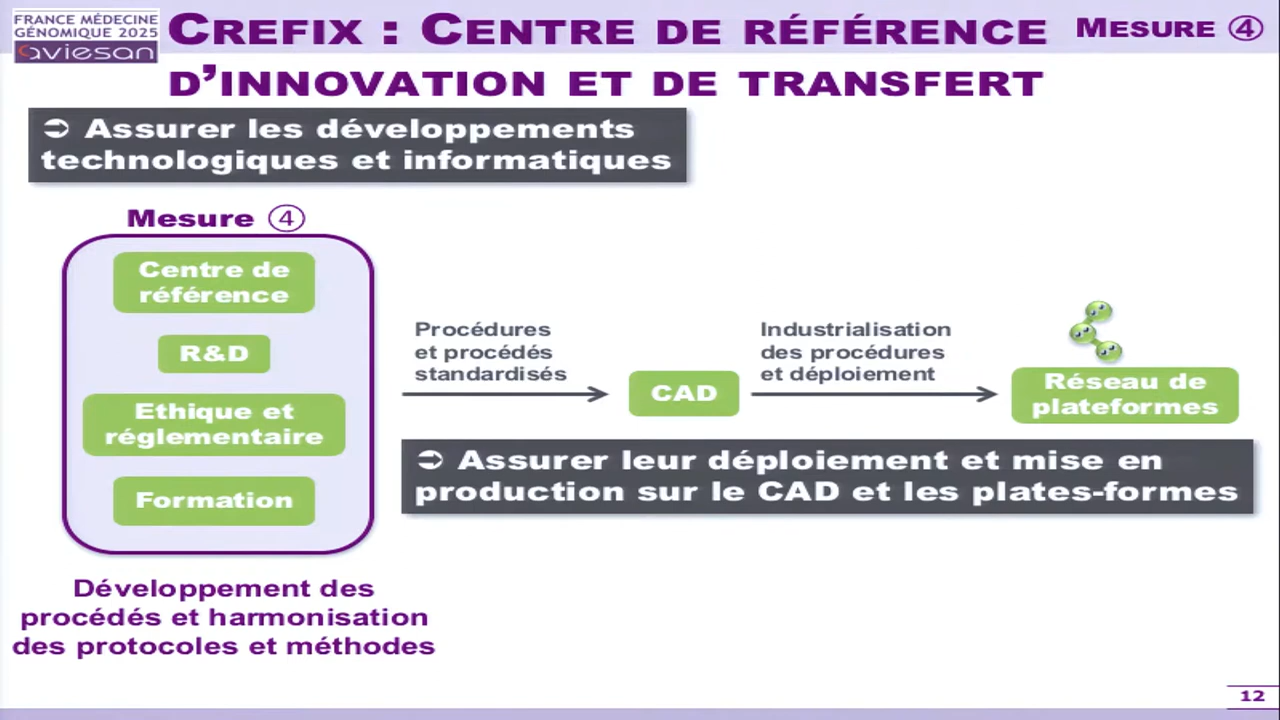 FRANCE MÉDECINE
GÉNOMIQUE 2025
aviesan
CREFIX : CENTRE DE RÉFÉRENCE
D’INNOVATION ET DE TRANSFERT
MESURE ④
➲ Assurer les développements
technologiques et informatiques
Mesure ④
Centre de
référence
R&D
Ethique et
réglementaire
Formation
Développement des
procédés et harmonisation
des protocoles et méthodes
Procédures
et procédés
standardisés
CAD
Industrialisation
des procédures
et déploiement
Réseau de
plateformes
➲ Assurer leur déploiement et mise en
production sur le CAD et les plates-formes
12